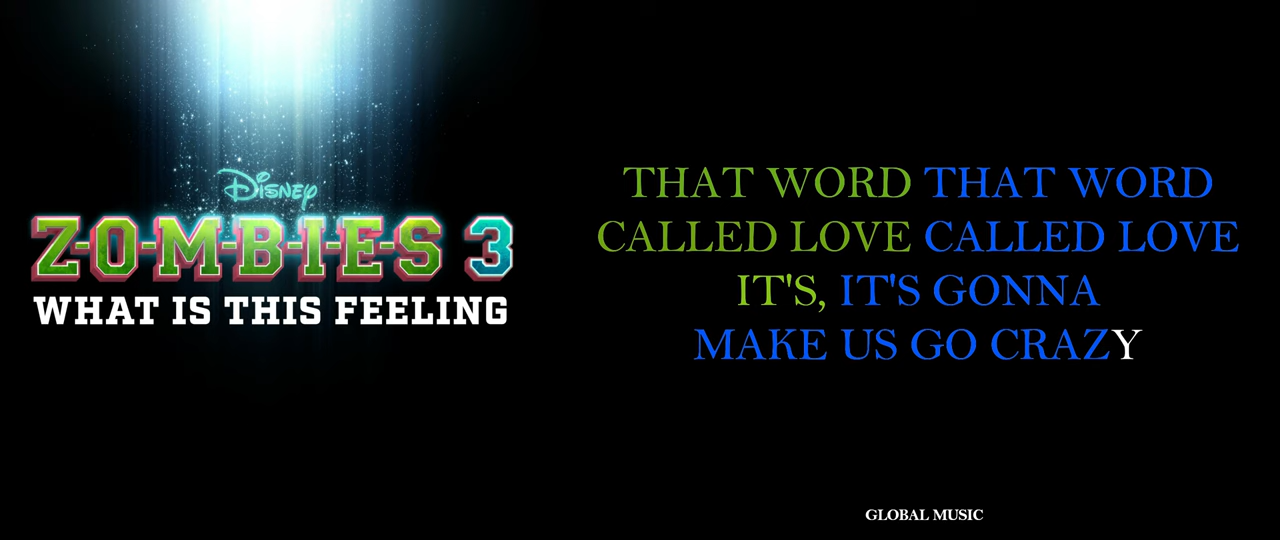 Disney
Z-O-M-B-I-E-S 3
WHAT IS THIS FEELING
THAT WORD THAT WORD
CALLED LOVE CALLED LOVE
IT'S, IT'S GONNA
MAKE US GO CRAZY
GLOBAL MUSIC